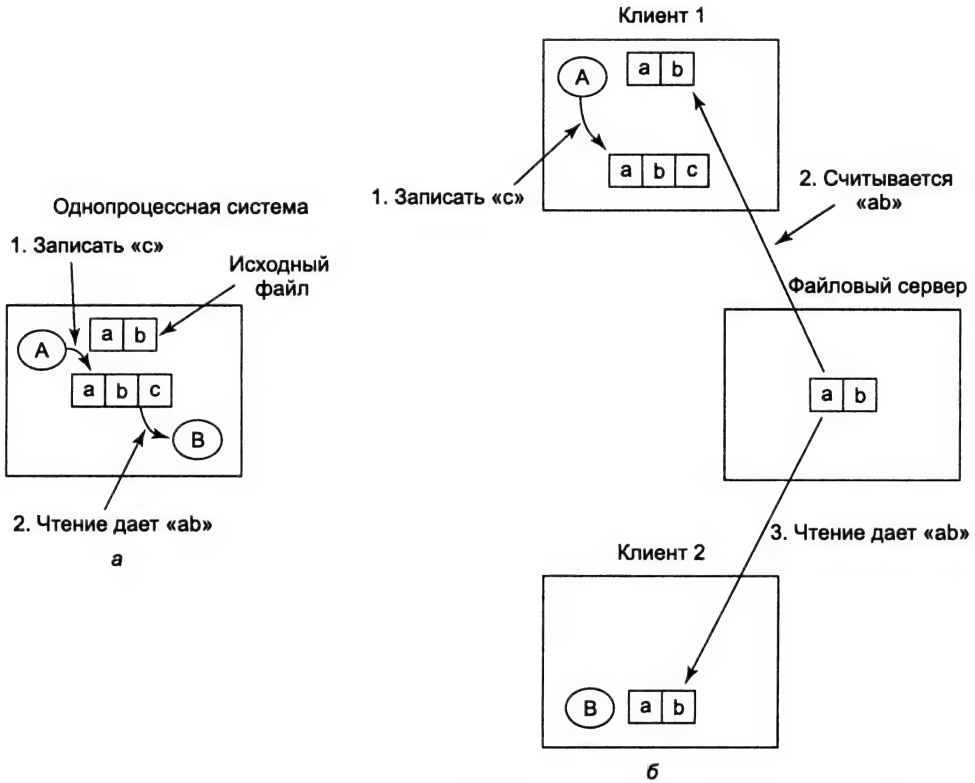 Однопроцессная система
1. Записать «с»
Исходный
файл
A
a b
a b c
B
2. Чтение дает «ab»
а
Клиент 1
A
a b
a b c
1. Записать «с»
2. Считывается
«ab»
Файловый сервер
a b
3. Чтение дает «ab»
Клиент 2
B
a b
б